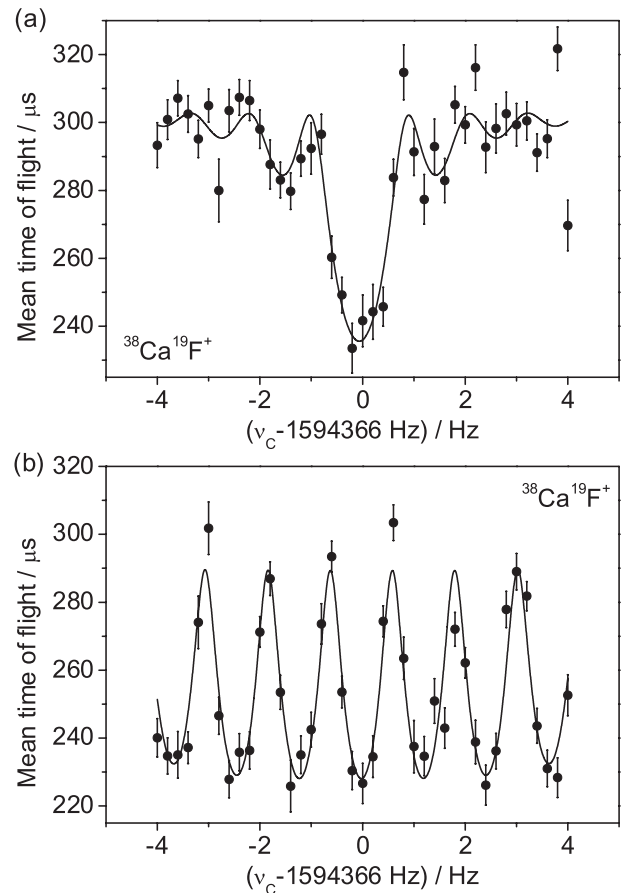 (a)
320
300
280
260
240
Mean time of flight / μs
³⁸Ca¹⁹F⁺
-4 -2 0 2 4
(ν_C-1594366 Hz) / Hz
(b)
320
300
280
260
240
220
Mean time of flight / μs
³⁸Ca¹⁹F⁺
-4 -2 0 2 4
(ν_C-1594366 Hz) / Hz